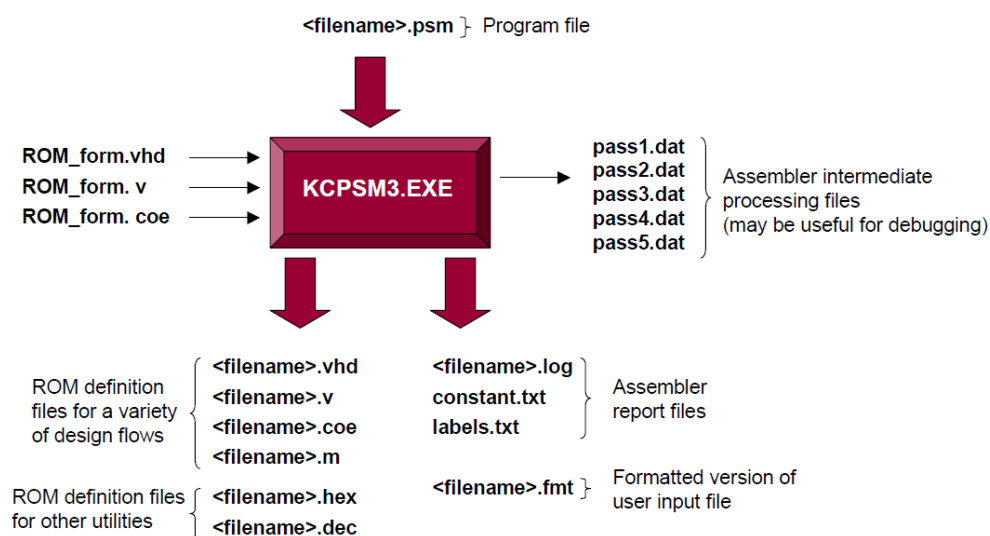 <filename>.psm } Program file
ROM_form.vhd
ROM_form. v
ROM_form. coe
KCPSM3.EXE
pass1.dat
pass2.dat
pass3.dat
pass4.dat
pass5.dat
Assembler intermediate
processing files
(may be useful for debugging)
ROM definition
files for a variety
of design flows
<filename>.vhd
<filename>.v
<filename>.coe
<filename>.m
<filename>.log
constant.txt
labels.txt
Assembler
report files
ROM definition files
for other utilities
<filename>.hex
<filename>.dec
<filename>.fmt
Formatted version of
user input file